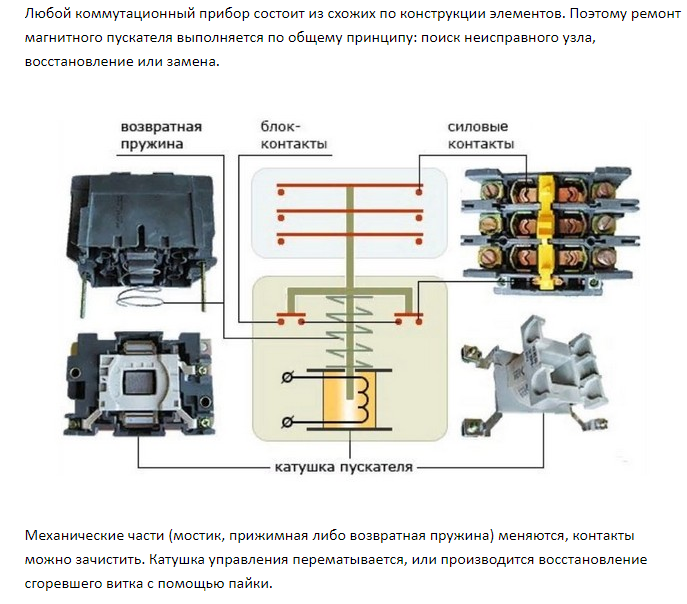 Любой коммутационный прибор состоит из схожих по конструкции элементов. Поэтому ремонт
магнитного пускателя выполняется по общему принципу: поиск неисправного узла,
восстановление или замена.
возвратная
пружина
блок-
контакты
силовые
контакты
катушка пускателя
Механические части (мостик, прижимная либо возвратная пружина) меняются, контакты
можно зачистить. Катушка управления перематывается, или производится восстановление
сгоревшего витка с помощью пайки.